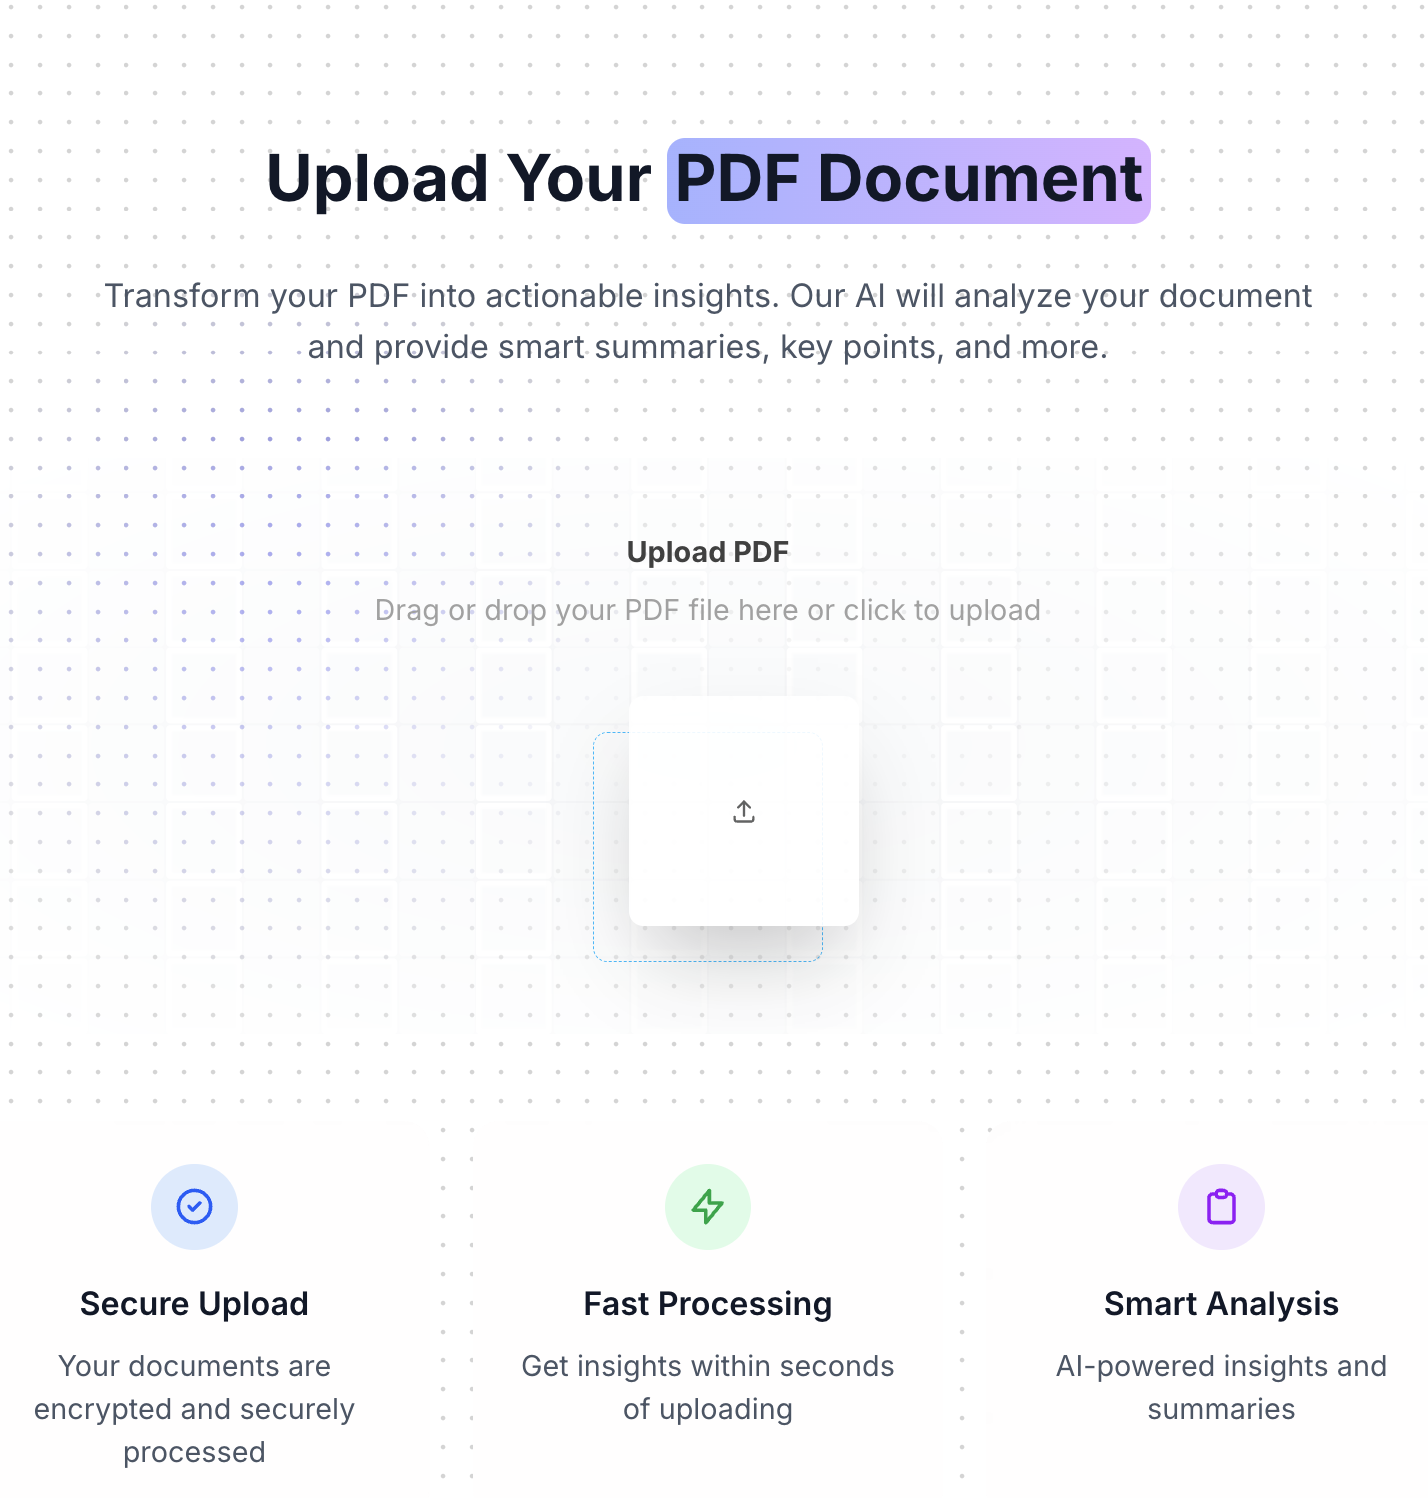 Upload Your PDF Document
Transform your PDF into actionable insights. Our AI will analyze your document
and provide smart summaries, key points, and more.
Upload PDF
Drag or drop your PDF file here or click to upload
Secure Upload
Your documents are
encrypted and securely
processed
Fast Processing
Get insights within seconds
of uploading
Smart Analysis
AI-powered insights and
summaries